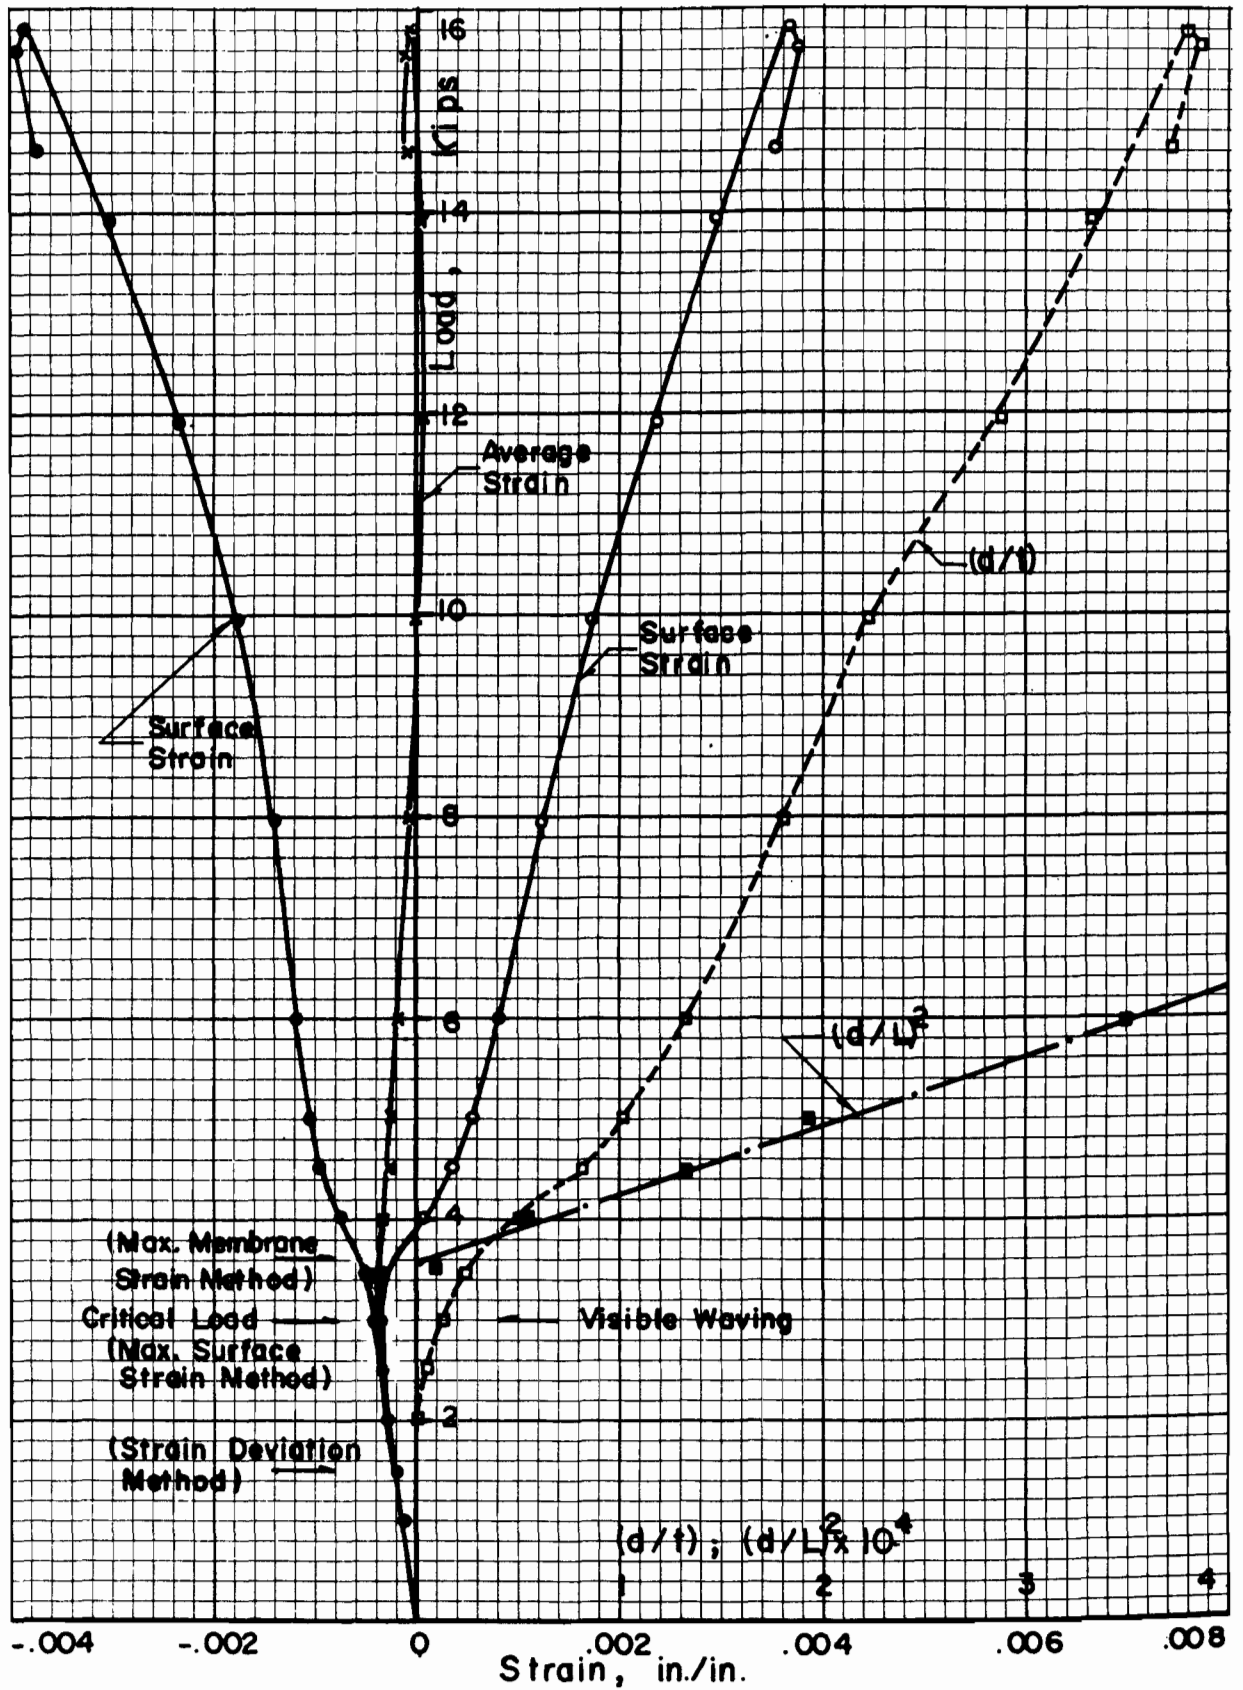 16
Load, Kips
14
12
Average
Strain
(d/t)
10
Surface
Strain
Surface
Strain
8
6
(d/L)²
4
(Max. Membrane
Strain Method)
Critical Load
Visible Waving
(Max. Surface
Strain Method)
2
(Strain Deviation
Method)
(d/t); (d/L)²x 10⁴
1 2 3 4
-.004 -.002 0 .002 .004 .006 .008
Strain, in./in.